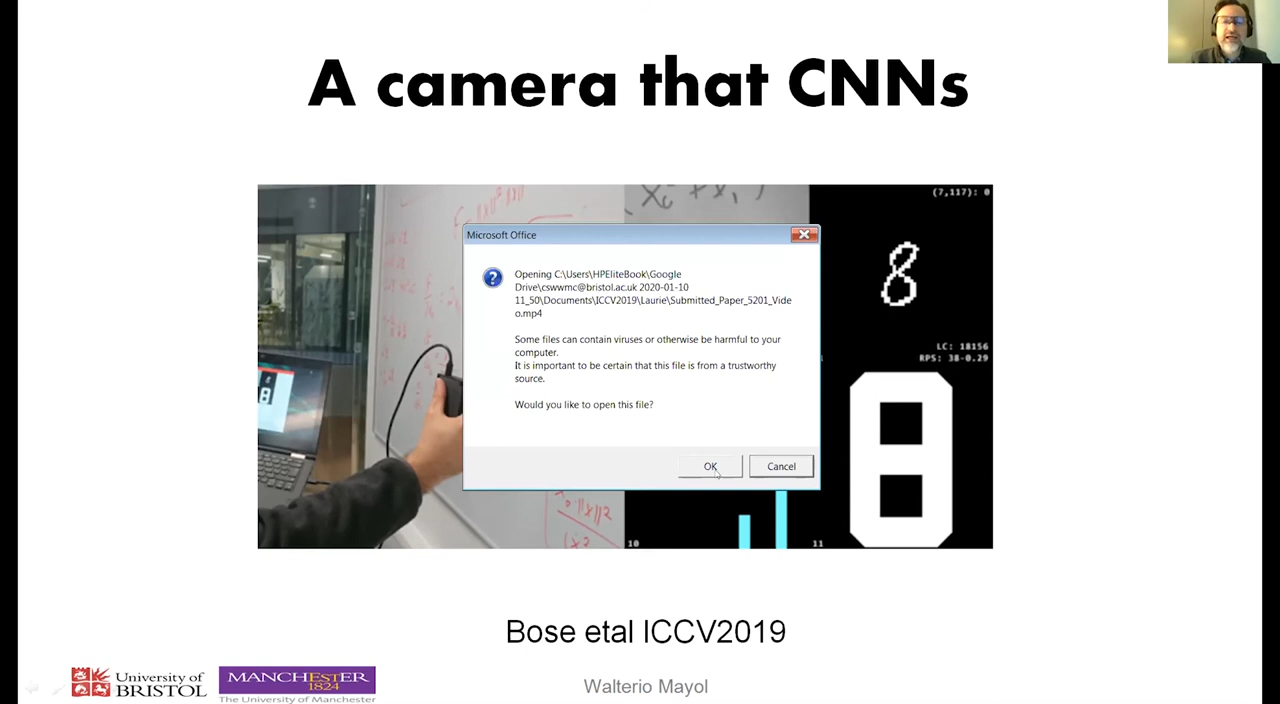 A camera that CNNs
(7,117): 0
8
LC: 18156
RPS: 38-0.29
8
10
11
Microsoft Office
Opening C:\Users\HPEliteBook\Google
Drive\cswwmc@bristol.ac.uk 2020-01-10
11_50\Documents\ICCV2019\Laurie\Submitted_Paper_5201_Vide
o.mp4
Some files can contain viruses or otherwise be harmful to your
computer.
It is important to be certain that this file is from a trustworthy
source.
Would you like to open this file?
OK
Cancel
Bose etal ICCV2019
University of
BRISTOL
MANCHESTER
1824
The University of Manchester
Walterio Mayol